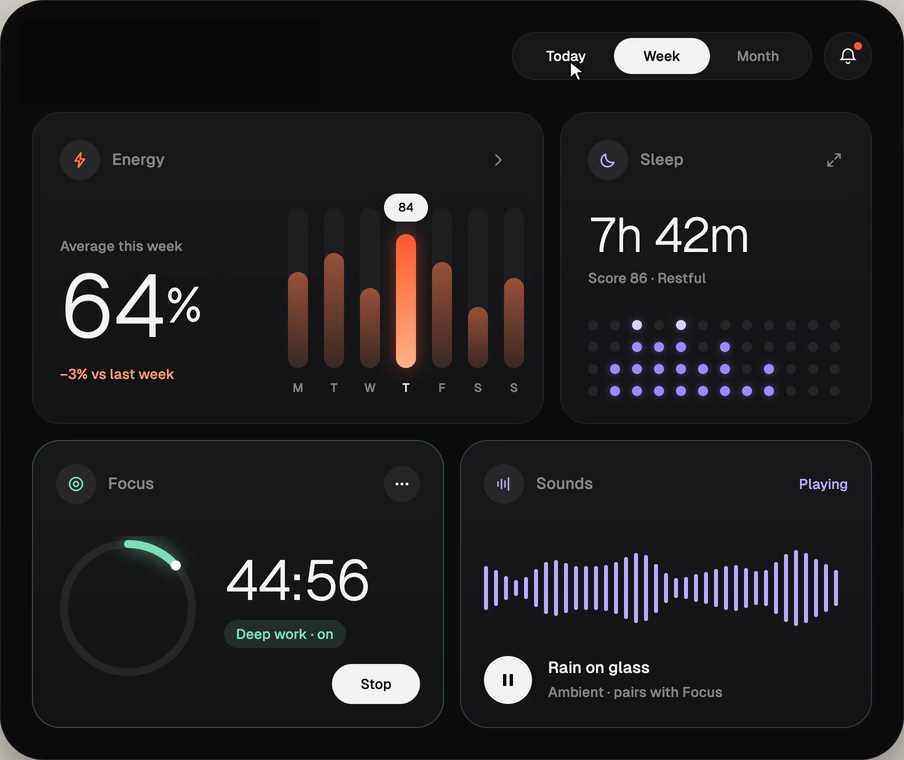 Today Week Month
Energy
84
Average this week
64%
–3% vs last week
M T W T F S S
Sleep
7h 42m
Score 86 · Restful
Focus
44:56
Deep work · on
Stop
Sounds
Playing
Rain on glass
Ambient · pairs with Focus